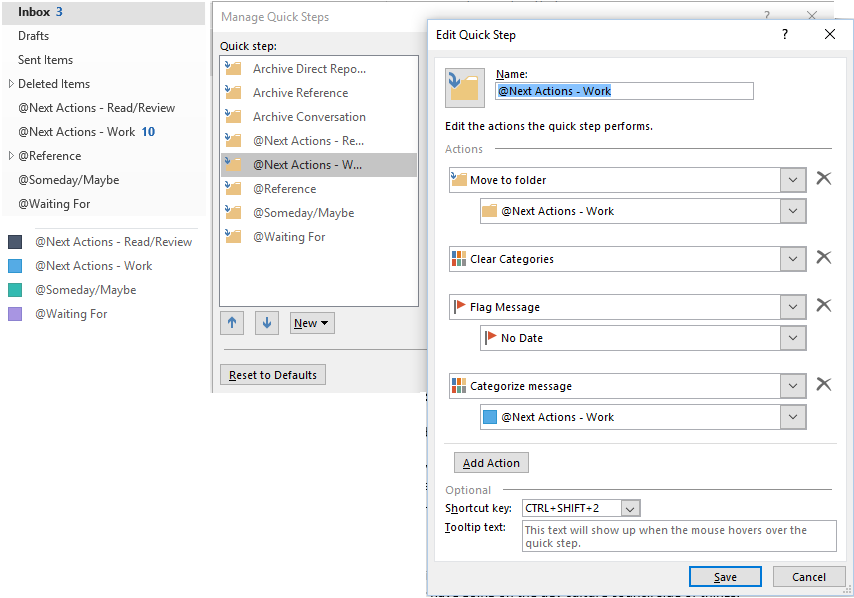 Inbox 3
Drafts
Sent Items
Deleted Items
@Next Actions - Read/Review
@Next Actions - Work 10
@Reference
@Someday/Maybe
@Waiting For
@Next Actions - Read/Review
@Next Actions - Work
@Someday/Maybe
@Waiting For
Manage Quick Steps
?
Quick step:
Archive Direct Repo...
Archive Reference
Archive Conversation
@Next Actions - Re...
@Next Actions - W...
@Reference
@Someday/Maybe
@Waiting For
New
Reset to Defaults
Edit Quick Step
?
Name:
@Next Actions - Work
Edit the actions the quick step performs.
Actions
Move to folder
@Next Actions - Work
Clear Categories
Flag Message
No Date
Categorize message
@Next Actions - Work
Add Action
Optional
Shortcut key: CTRL+SHIFT+2
Tooltip text: This text will show up when the mouse hovers over the
quick step.
Save Cancel